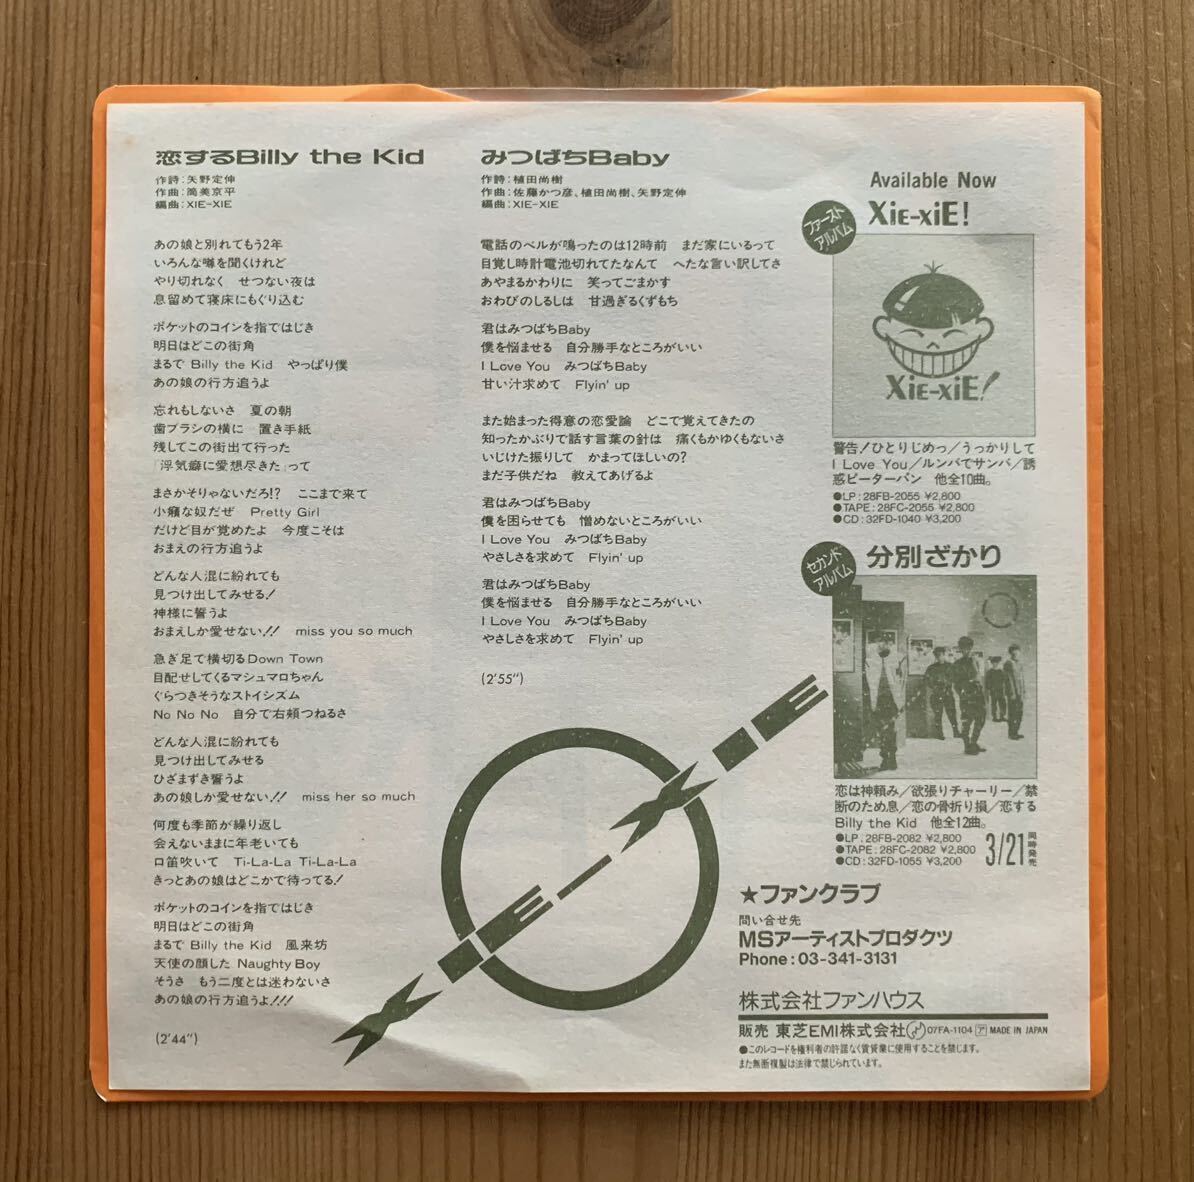 恋するBilly the Kid
作詩：矢野定伸
作曲：筒美京平
編曲：XIE-XIE
あの娘と別れてもう2年
いろんな噂を聞くけれど
やり切れなく　せつない夜は
息留めて寝床にもぐり込む
ポケットのコインを指ではじき
明日はどこの街角
まるで Billy the Kid　やっぱり僕
あの娘の行方追うよ
忘れもしないさ　夏の朝
歯ブラシの横に　置き手紙
残してこの街出て行った
「浮気癖に愛想尽きた」って
まさかそりゃないだろ!?　ここまで来て
小癪な奴だぜ　Pretty Girl
だけど目が覚めたよ　今度こそは
おまえの行方追うよ
どんな人混に紛れても
見つけ出してみせる!
神様に誓うよ
おまえしか愛せない!!　miss you so much
急ぎ足で横切るDown Town
目配せしてくるマシュマロちゃん
ぐらつきそうなストイシズム
No No No　自分で右頬つねるさ
どんな人混に紛れても
見つけ出してみせる
ひざまずき誓うよ
あの娘しか愛せない!!　miss her so much
何度も季節が繰り返し
会えないままに年老いても
口笛吹いて　Ti-La-La Ti-La-La
きっとあの娘はどこかで待ってる!
ポケットのコインを指ではじき
明日はどこの街角
まるで Billy the Kid　風来坊
天使の顔した Naughty Boy
そうさ　もう二度とは迷わないさ
あの娘の行方追うよ!!!
(2'44")
みつばちBaby
作詩：植田尚樹
作曲：佐藤かつ彦、植田尚樹、矢野定伸
編曲：XIE-XIE
電話のベルが鳴ったのは12時前　まだ家にいるって
目覚し時計電池切れてたなんて　へたな言い訳してさ
あやまるかわりに　笑ってごまかす
おわびのしるしは　甘過ぎるくずもち
君はみつばちBaby
僕を悩ませる　自分勝手なところがいい
I Love You　みつばちBaby
甘い汁求めて　Flyin' up
また始まった得意の恋愛論　どこで覚えてきたの
知ったかぶりで話す言葉の針は　痛くもかゆくもないさ
いじけた振りして　かまってほしいの?
まだ子供だね　教えてあげるよ
君はみつばちBaby
僕を困らせても　憎めないところがいい
I Love You　みつばちBaby
やさしさを求めて　Flyin' up
君はみつばちBaby
僕を悩ませる　自分勝手なところがいい
I Love You　みつばちBaby
やさしさを求めて　Flyin' up
(2'55")
XIE-XIE
Available Now
ファースト
アルバム
XiE-xiE!
XiE-xiE!
警告!ひとりじめっ／うっかりして
I Love You／ルンバでサンバ／誘
惑ピーターパン　他全10曲。
●LP：28FB-2055 ¥2,800
●TAPE：28FC-2055 ¥2,800
●CD：32FD-1040 ¥3,200
セカンド
アルバム
分別ざかり
恋は神頼み／欲張りチャーリー／禁
断のため息／恋の骨折り損／恋する
Billy the Kid　他全12曲。
●LP：28FB-2082 ¥2,800
●TAPE：28FC-2082 ¥2,800
●CD：32FD-1055 ¥3,200
3/21同時発売
★ファンクラブ
問い合せ先
MSアーティストプロダクツ
Phone：03-341-3131
株式会社ファンハウス
販売 東芝EMI株式会社 07FA-1104 ア MADE IN JAPAN
●このレコードを権利者の許諾なく賃貸業に使用することを禁じます。
また無断複製は法律で禁じられています。